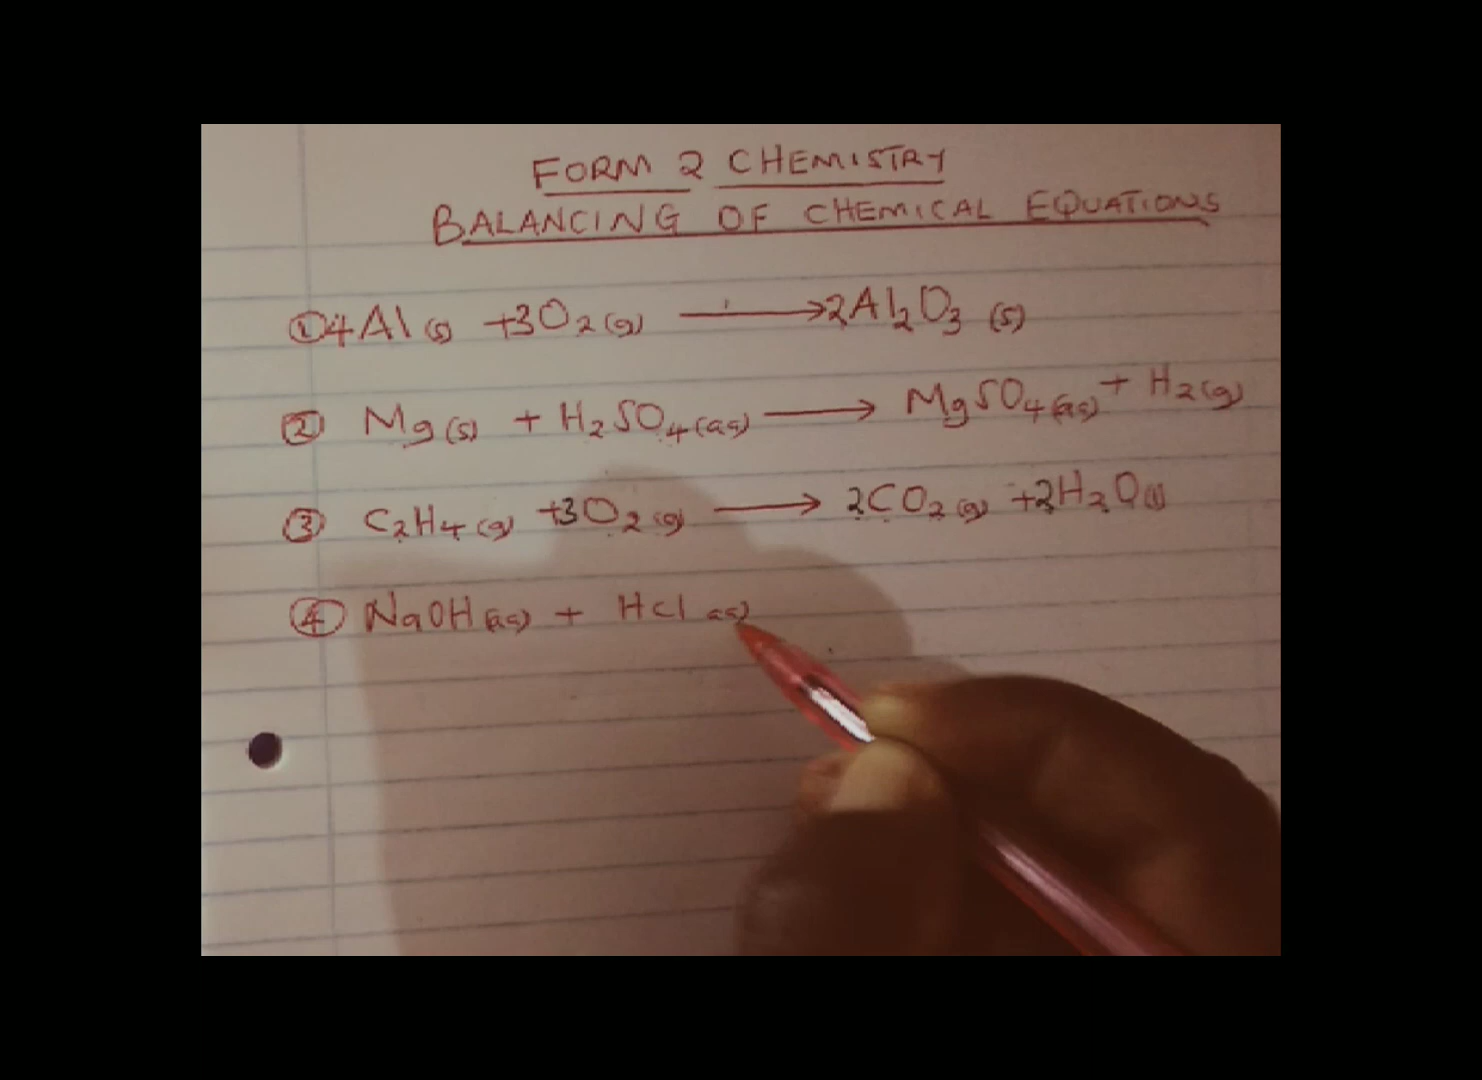 FORM 2 CHEMISTRY
BALANCING OF CHEMICAL EQUATIONS
① 4Al(s) + 3O₂(g) ⟶ 2Al₂O₃(s)
② Mg(s) + H₂SO₄(aq) ⟶ MgSO₄(aq) + H₂(g)
③ C₂H₄(g) + 3O₂(g) ⟶ 2CO₂(g) + 2H₂O(l)
④ NaOH(aq) + HCl(aq)